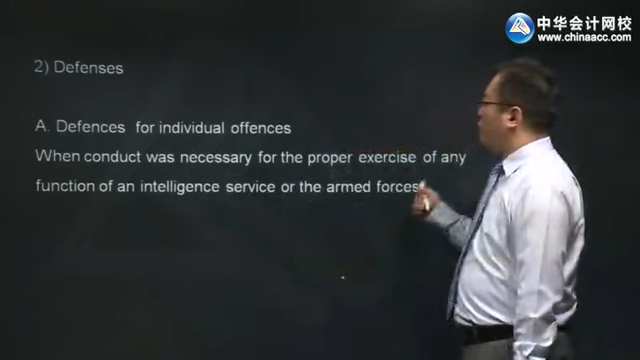 中华会计网校
www.chinaacc.com
2) Defenses
A. Defences for individual offences
When conduct was necessary for the proper exercise of any
function of an intelligence service or the armed forces